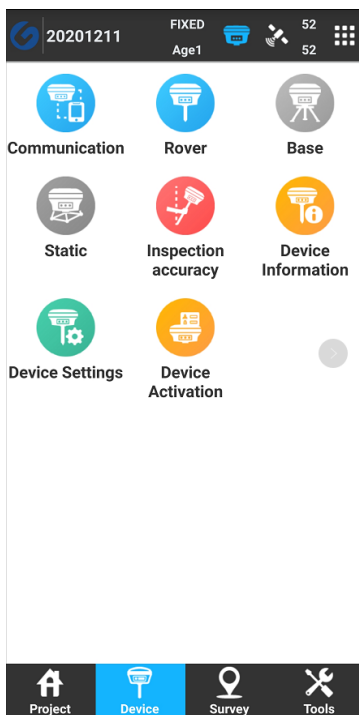 20201211
FIXED
Age1
52
52
Communication
Rover
Base
Static
Inspection
accuracy
Device
Information
Device Settings
Device
Activation
Project
Device
Survey
Tools